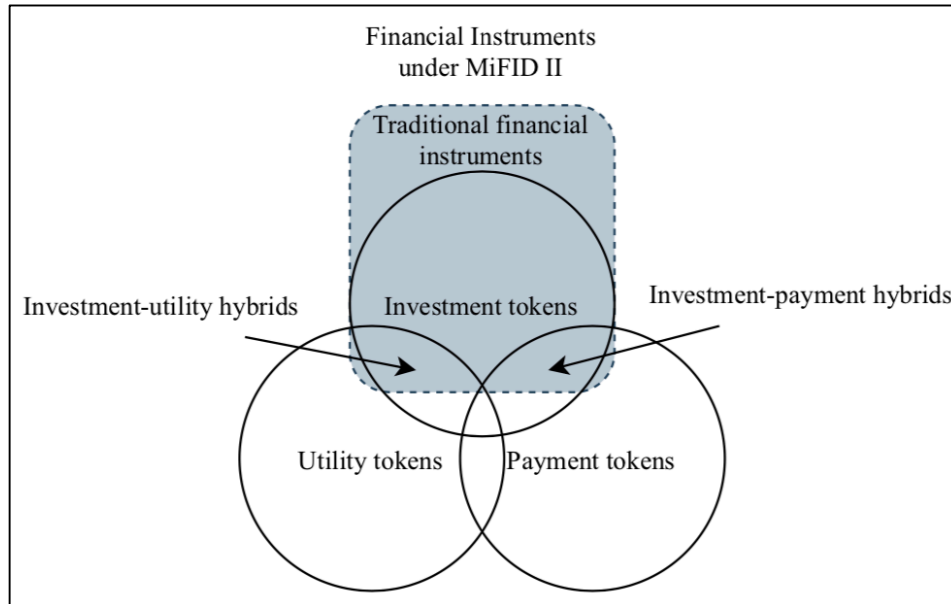 Financial Instruments
under MiFID II
Traditional financial
instruments
Investment-utility hybrids
Investment tokens
Investment-payment hybrids
Utility tokens
Payment tokens